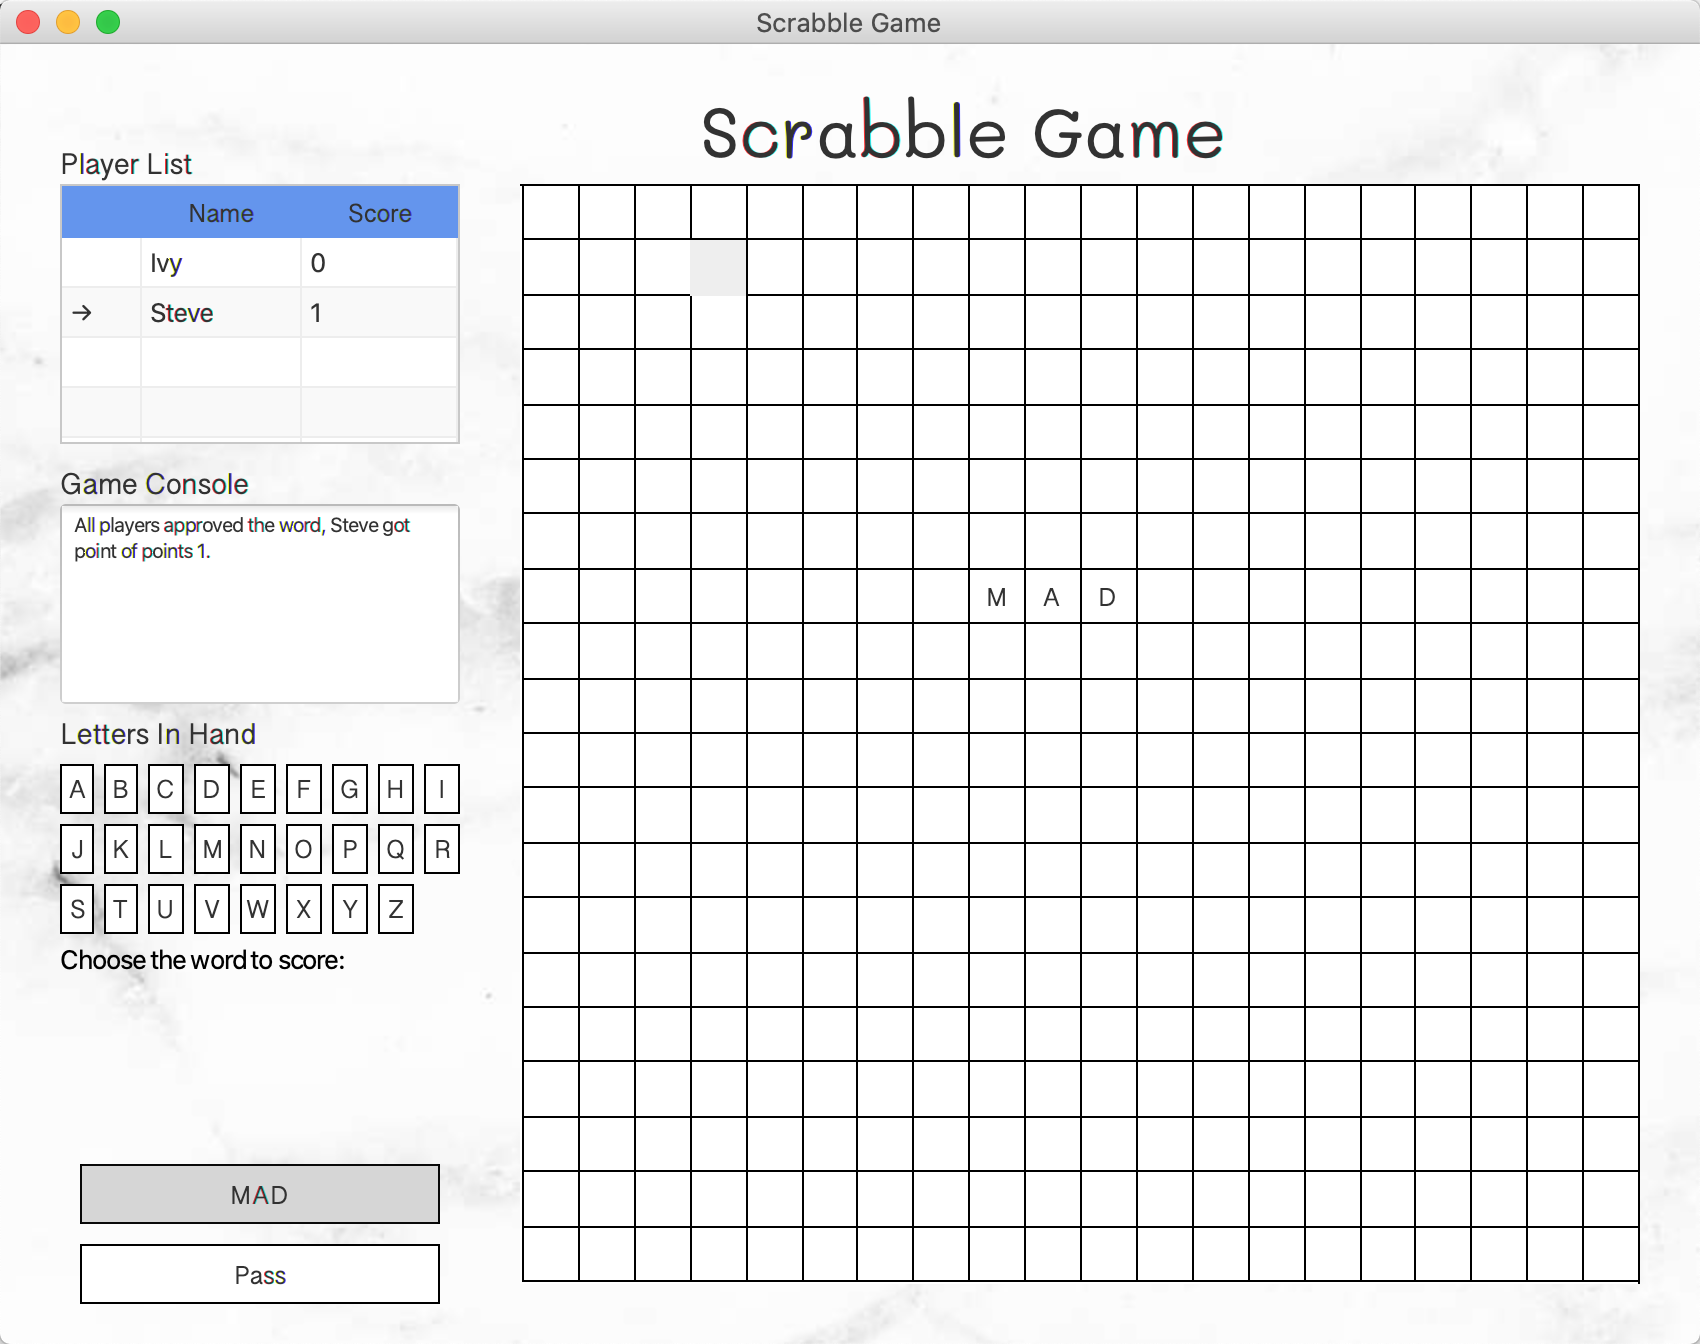 Scrabble Game
Scrabble Game
Player List
Name Score
Ivy 0
→ Steve 1
Game Console
All players approved the word, Steve got
point of points 1.
M A D
Letters In Hand
A B C D E F G H I
J K L M N O P Q R
S T U V W X Y Z
Choose the word to score:
MAD
Pass